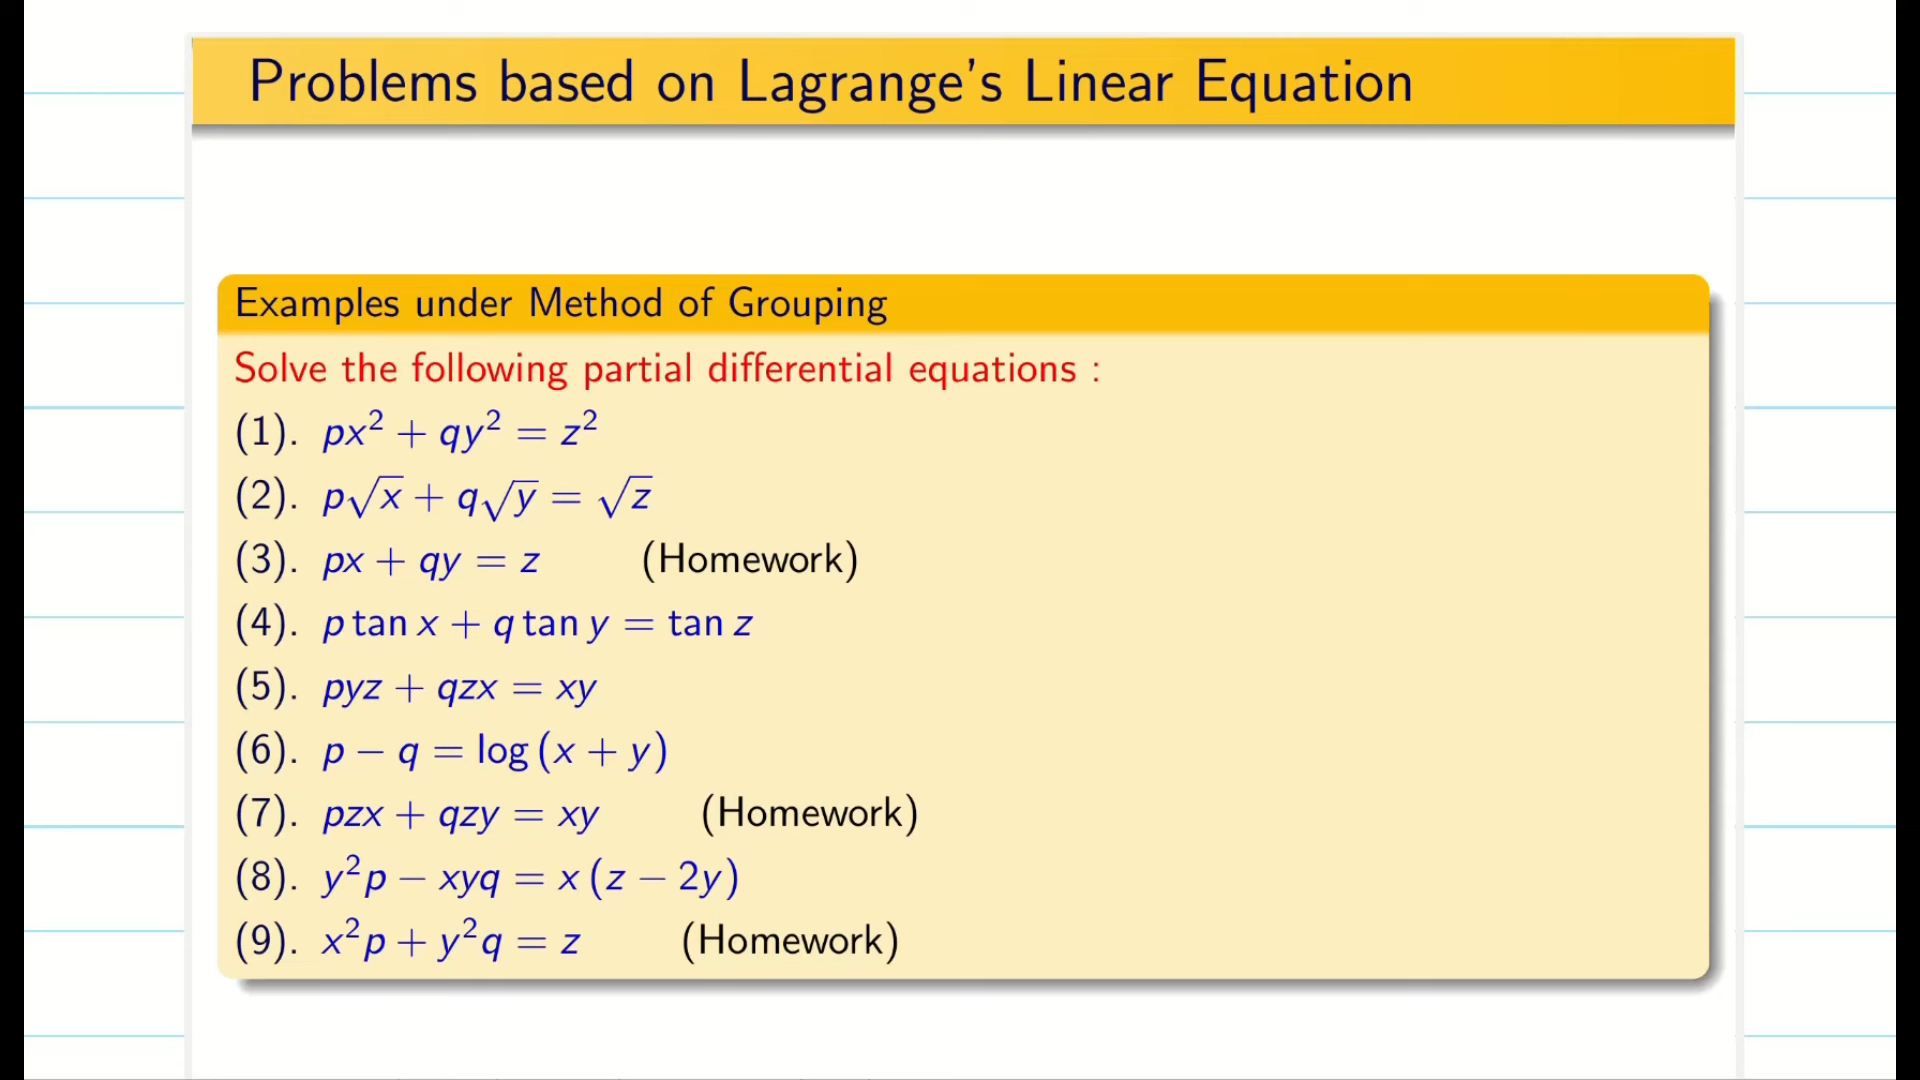 Problems based on Lagrange's Linear Equation
Examples under Method of Grouping
Solve the following partial differential equations :
(1). px² + qy² = z²
(2). p√x + q√y = √z
(3). px + qy = z (Homework)
(4). p tan x + q tan y = tan z
(5). pyz + qzx = xy
(6). p − q = log (x + y)
(7). pzx + qzy = xy (Homework)
(8). y²p − xyq = x (z − 2y)
(9). x²p + y²q = z (Homework)